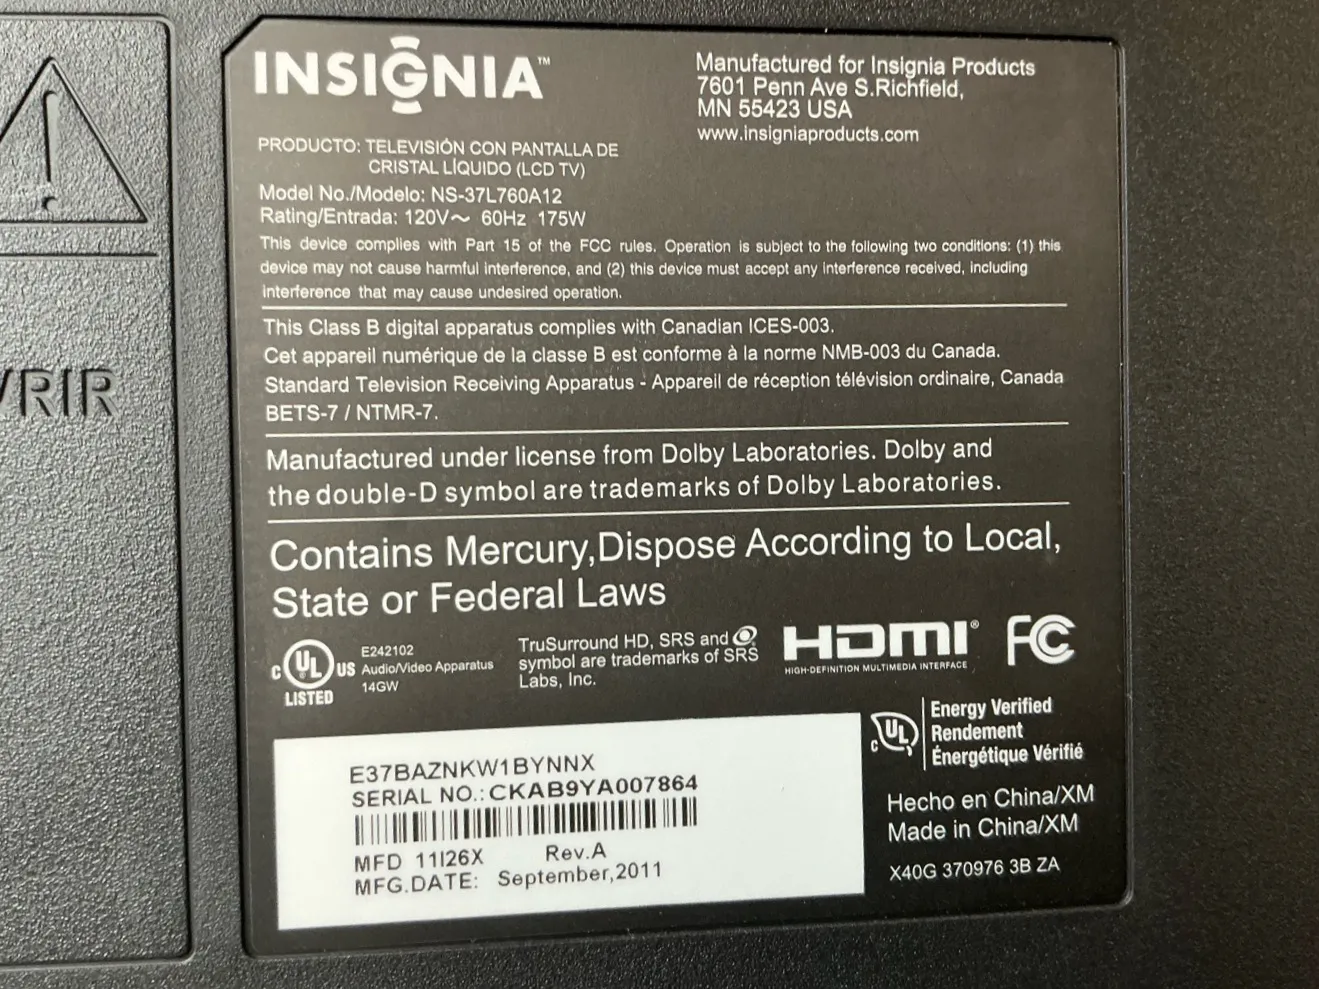 VRIR
INSIGNIA™
Manufactured for Insignia Products
7601 Penn Ave S.Richfield,
MN 55423 USA
www.insigniaproducts.com
PRODUCTO: TELEVISIÓN CON PANTALLA DE
CRISTAL LÍQUIDO (LCD TV)
Model No./Modelo: NS-37L760A12
Rating/Entrada: 120V～ 60Hz 175W
This device complies with Part 15 of the FCC rules. Operation is subject to the following two conditions: (1) this
device may not cause harmful interference, and (2) this device must accept any interference received, including
interference that may cause undesired operation.
This Class B digital apparatus complies with Canadian ICES-003.
Cet appareil numérique de la classe B est conforme à la norme NMB-003 du Canada.
Standard Television Receiving Apparatus - Appareil de réception télévision ordinaire, Canada
BETS-7 / NTMR-7.
Manufactured under license from Dolby Laboratories. Dolby and
the double-D symbol are trademarks of Dolby Laboratories.
Contains Mercury,Dispose According to Local,
State or Federal Laws
C UL US
LISTED
E242102
Audio/Video Apparatus
14GW
TruSurround HD, SRS and
symbol are trademarks of SRS
Labs, Inc.
HDMI®
HIGH-DEFINITION MULTIMEDIA INTERFACE
FC
C UL
Energy Verified
Rendement
Énergétique Vérifié
E37BAZNKW1BYNNX
SERIAL NO.:CKAB9YA007864
MFD 11I26X Rev.A
MFG.DATE: September,2011
Hecho en China/XM
Made in China/XM
X40G 370976 3B ZA